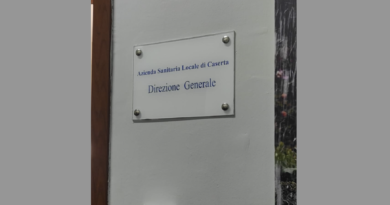 Azienda Sanitaria Locale di Caserta
Direzione Generale